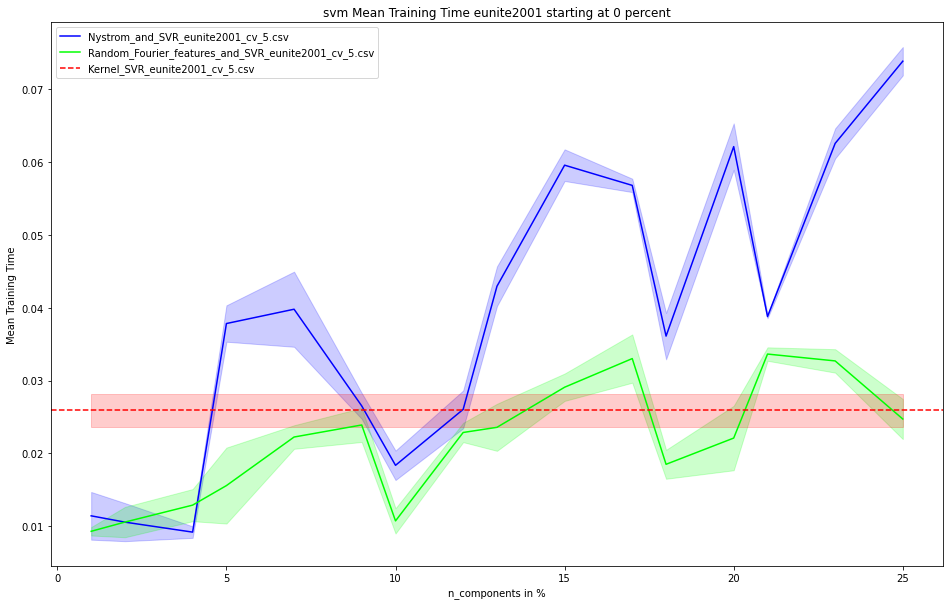 svm Mean Training Time eunite2001 starting at 0 percent
Nystrom_and_SVR_eunite2001_cv_5.csv
Random_Fourier_features_and_SVR_eunite2001_cv_5.csv
Kernel_SVR_eunite2001_cv_5.csv
Mean Training Time
0.07
0.06
0.05
0.04
0.03
0.02
0.01
0 5 10 15 20 25
n_components in %